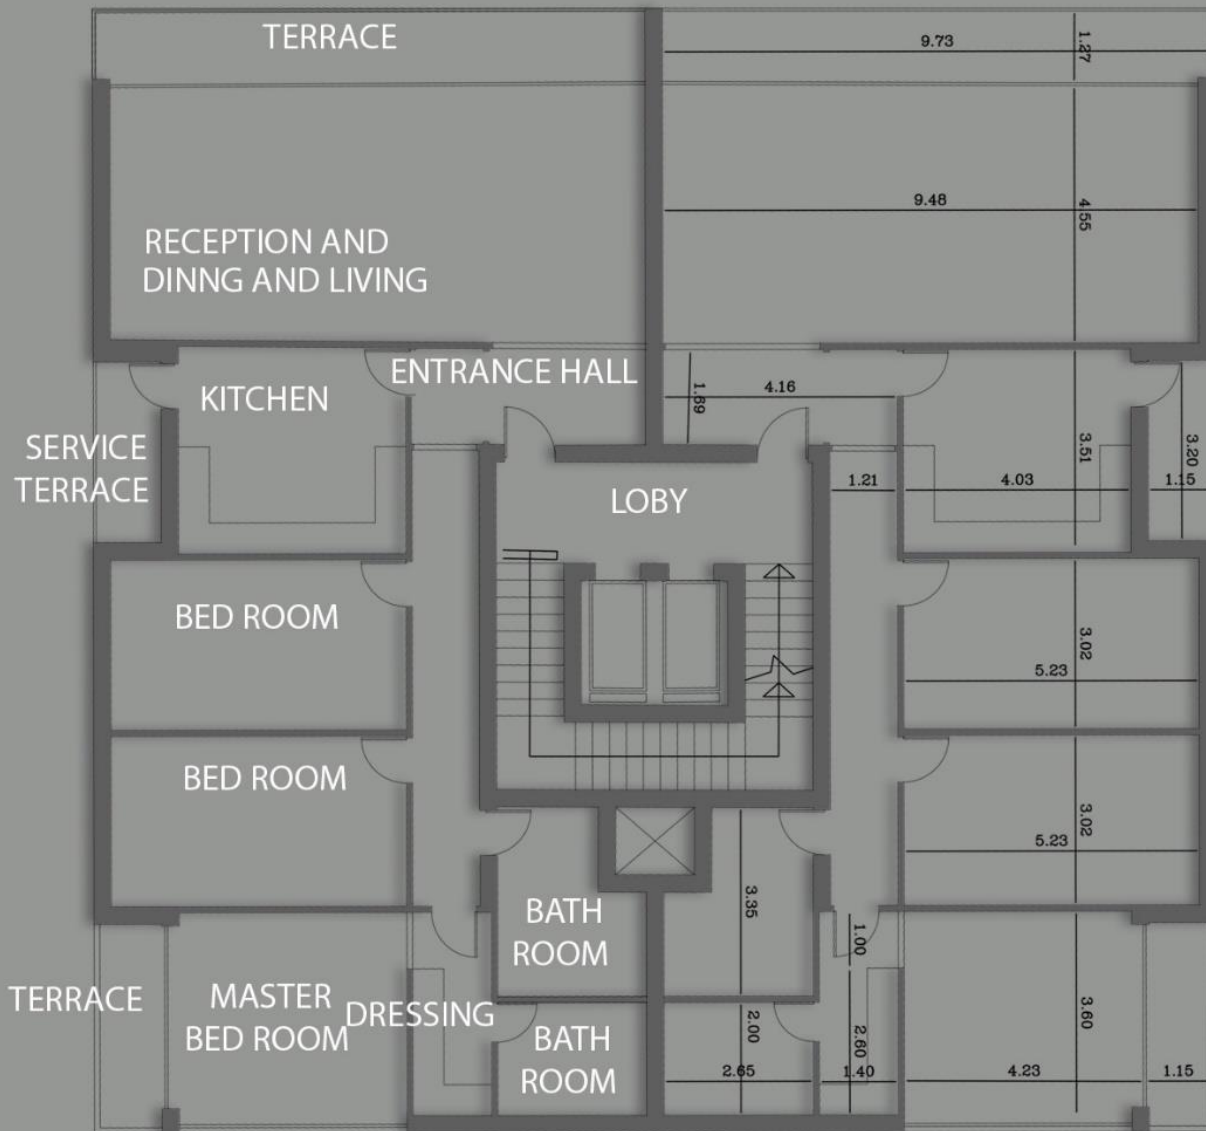 TERRACE
9.73
1.27
9.48
4.55
RECEPTION AND
DINNG AND LIVING
ENTRANCE HALL
KITCHEN
1.69
4.16
SERVICE
TERRACE
LOBY
1.21
4.03
3.51
3.20
1.15
BED ROOM
3.02
5.23
BED ROOM
3.02
5.23
BATH
ROOM
3.35
1.00
TERRACE
MASTER
BED ROOM
DRESSING
BATH
ROOM
2.00
2.65
2.60
1.40
3.60
4.23
1.15